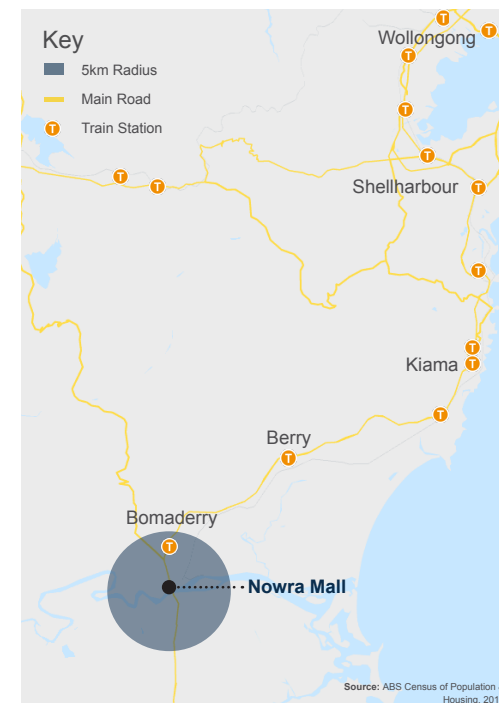 Key
5km Radius
Main Road
T Train Station
Wollongong
T
T
T
T
Shellharbour
T
T
T
T
T
Kiama
T
T
Berry
T
Bomaderry
T
Nowra Mall
Source: ABS Census of Population
Housing, 201